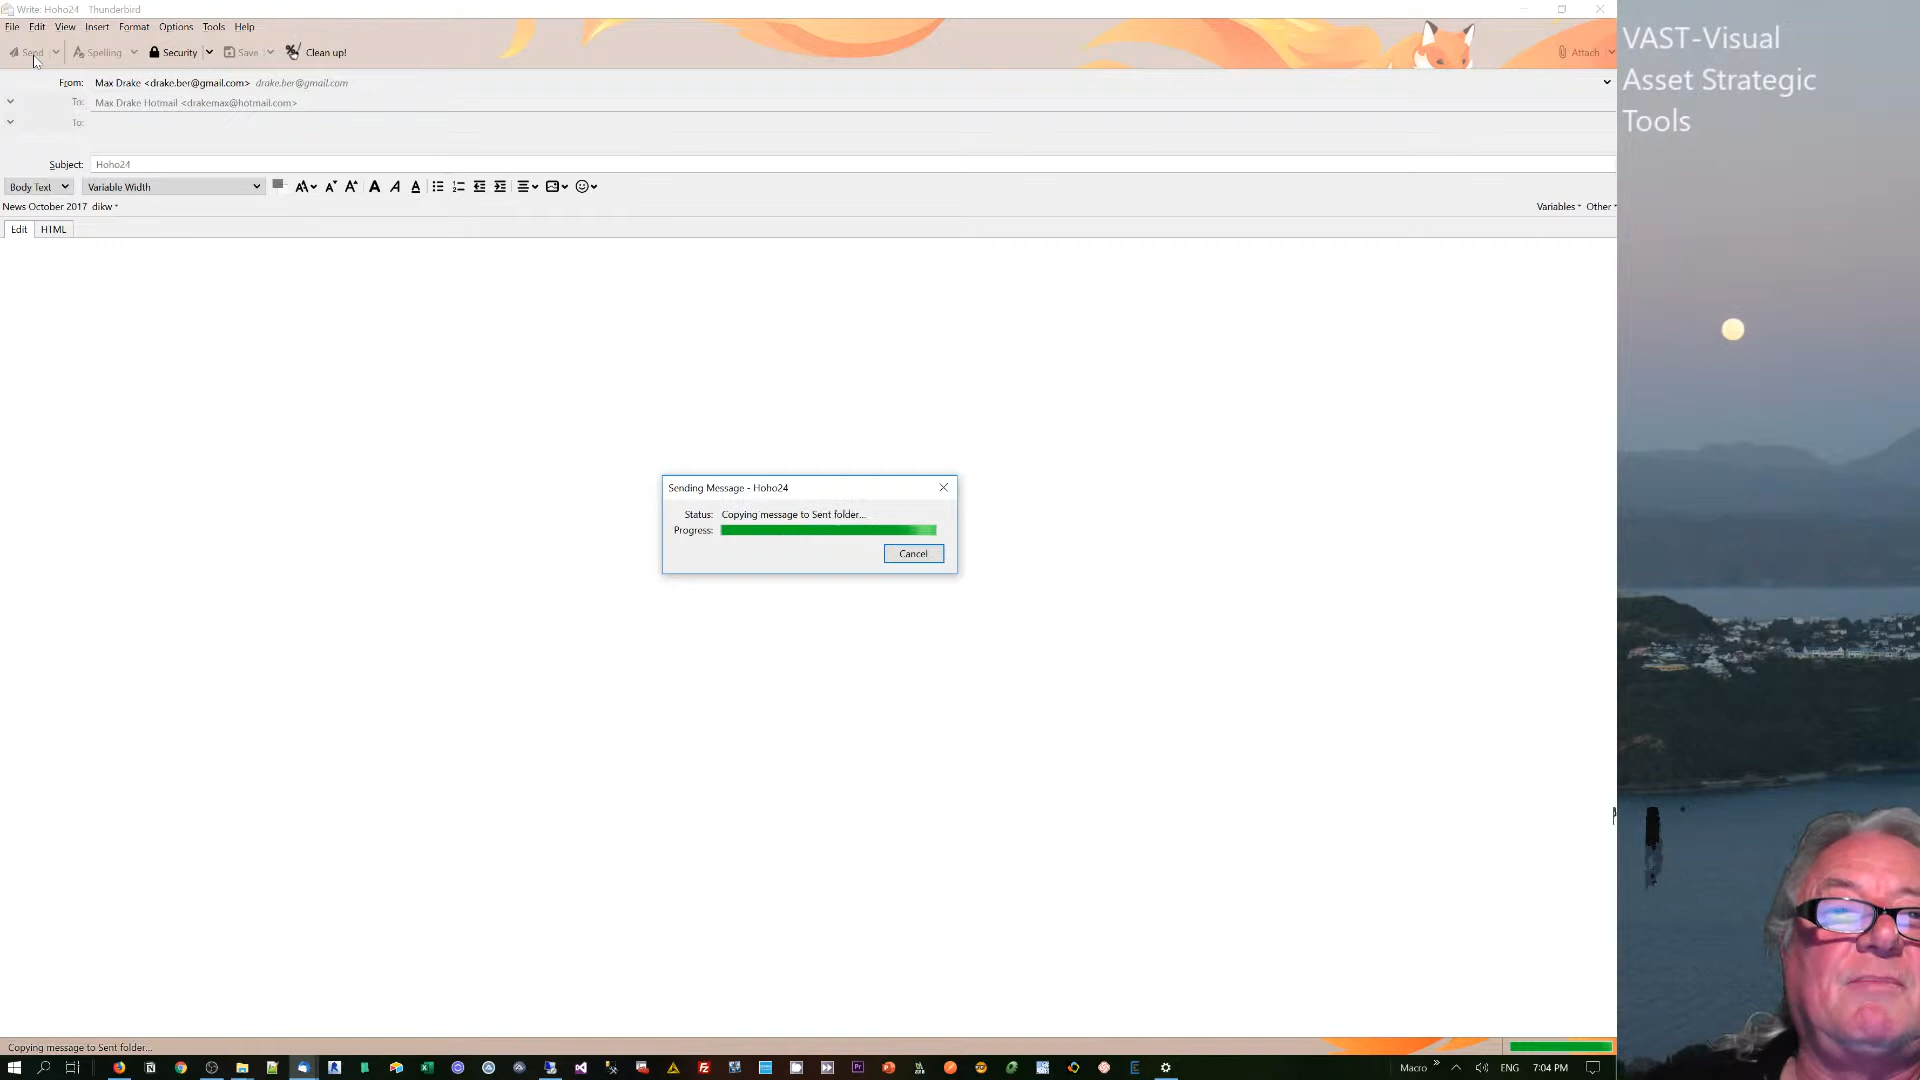 Write: Hoho24 Thunderbird
File Edit View Insert Format Options Tools Help
Send Spelling Security Save Clean up! Attach
From: Max Drake <drake.ber@gmail.com> drake.ber@gmail.com
To: Max Drake Hotmail <drakemax@hotmail.com>
To:
Subject: Hoho24
Body Text Variable Width
News October 2017 dikw Variables Other
Edit HTML
Sending Message - Hoho24
Status: Copying message to Sent folder...
Progress:
Cancel
Copying message to Sent folder...
Macro ENG 7:04 PM
VAST-Visual
Asset Strategic
Tools